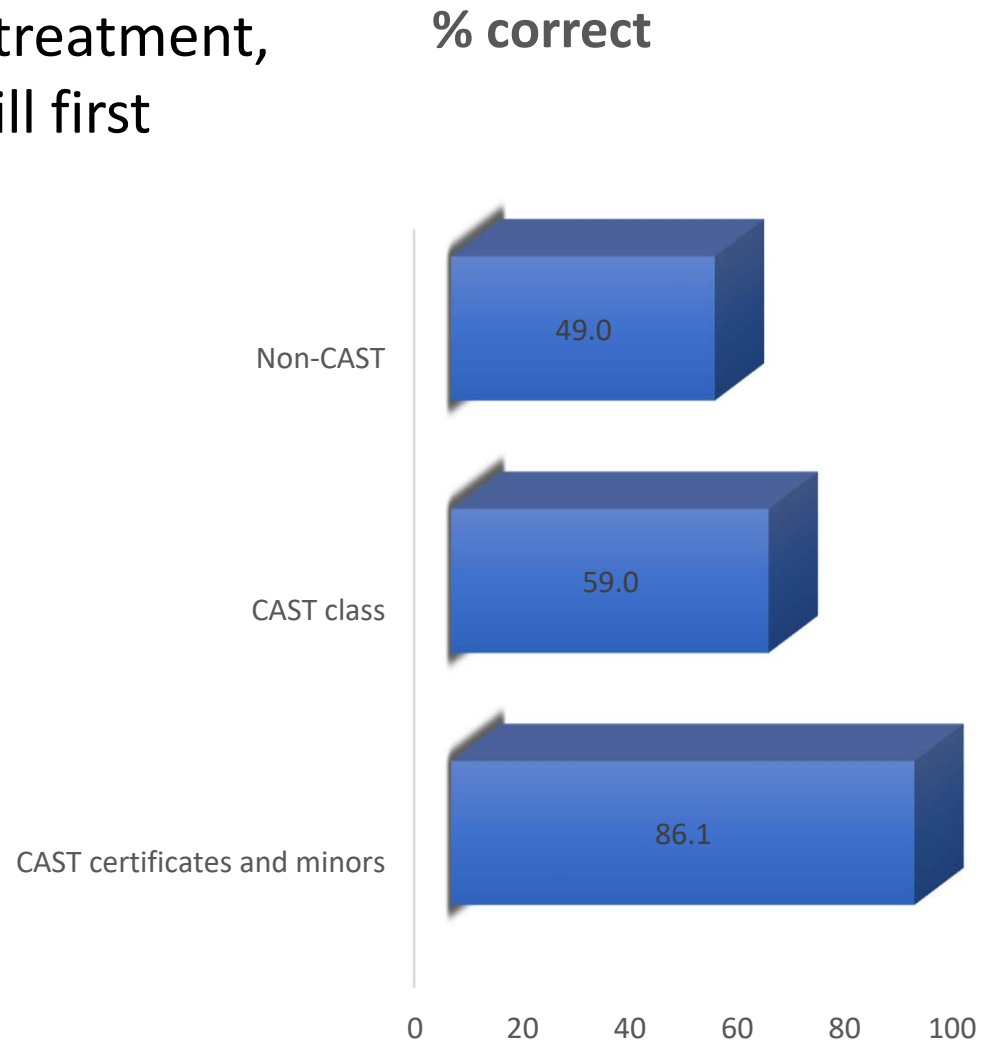 treatment,
ill first
% correct
Non-CAST
49.0
CAST class
59.0
CAST certificates and minors
86.1
0 20 40 60 80 100